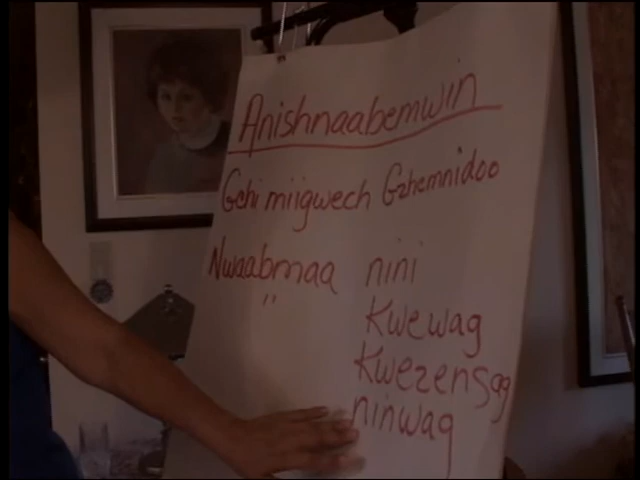 Anishnaabemwin
Gchi miigwech Gzhemnidoo
Nwaabmaa nini
" Kwewag
Kwezensag
ninwag